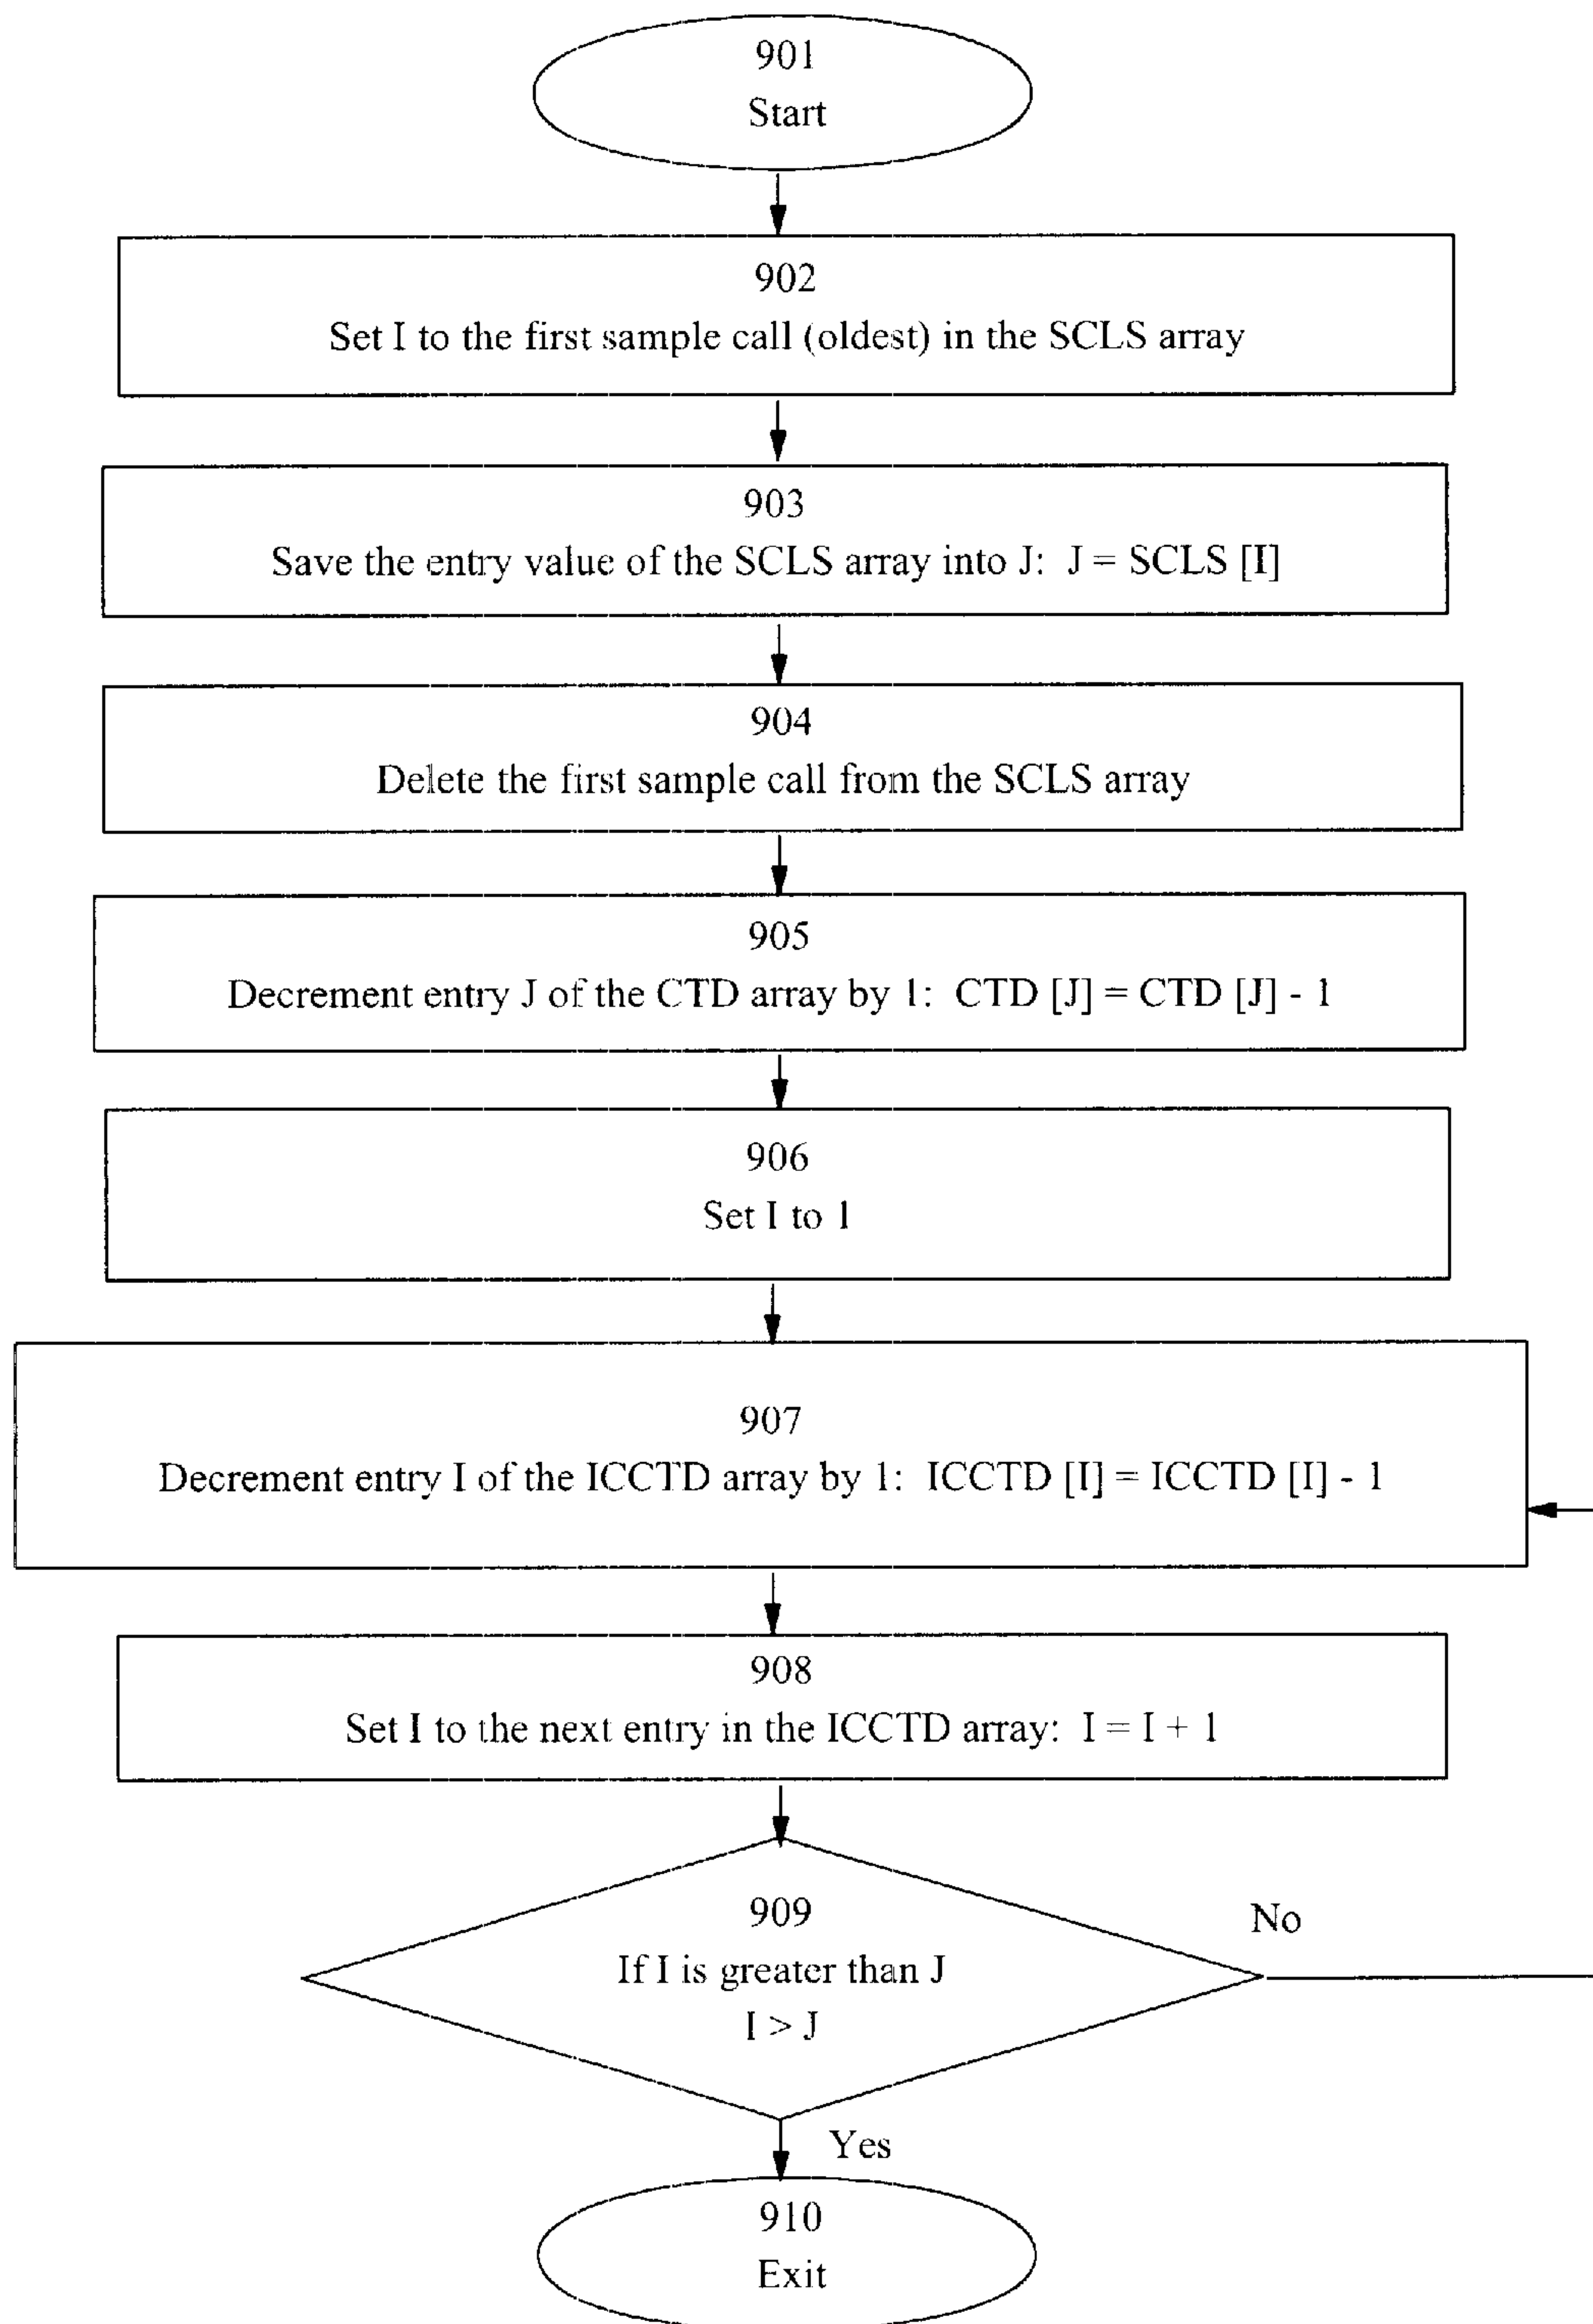 901
Start
902
Set I to the first sample call (oldest) in the SCLS array
903
Save the entry value of the SCLS array into J: J = SCLS [I]
904
Delete the first sample call from the SCLS array
905
Decrement entry J of the CTD array by 1: CTD [J] = CTD [J] - 1
906
Set I to 1
907
Decrement entry I of the ICCTD array by 1: ICCTD [I] = ICCTD [I] - 1
908
Set I to the next entry in the ICCTD array: I = I + 1
909
If I is greater than J
I > J
No
Yes
910
Exit